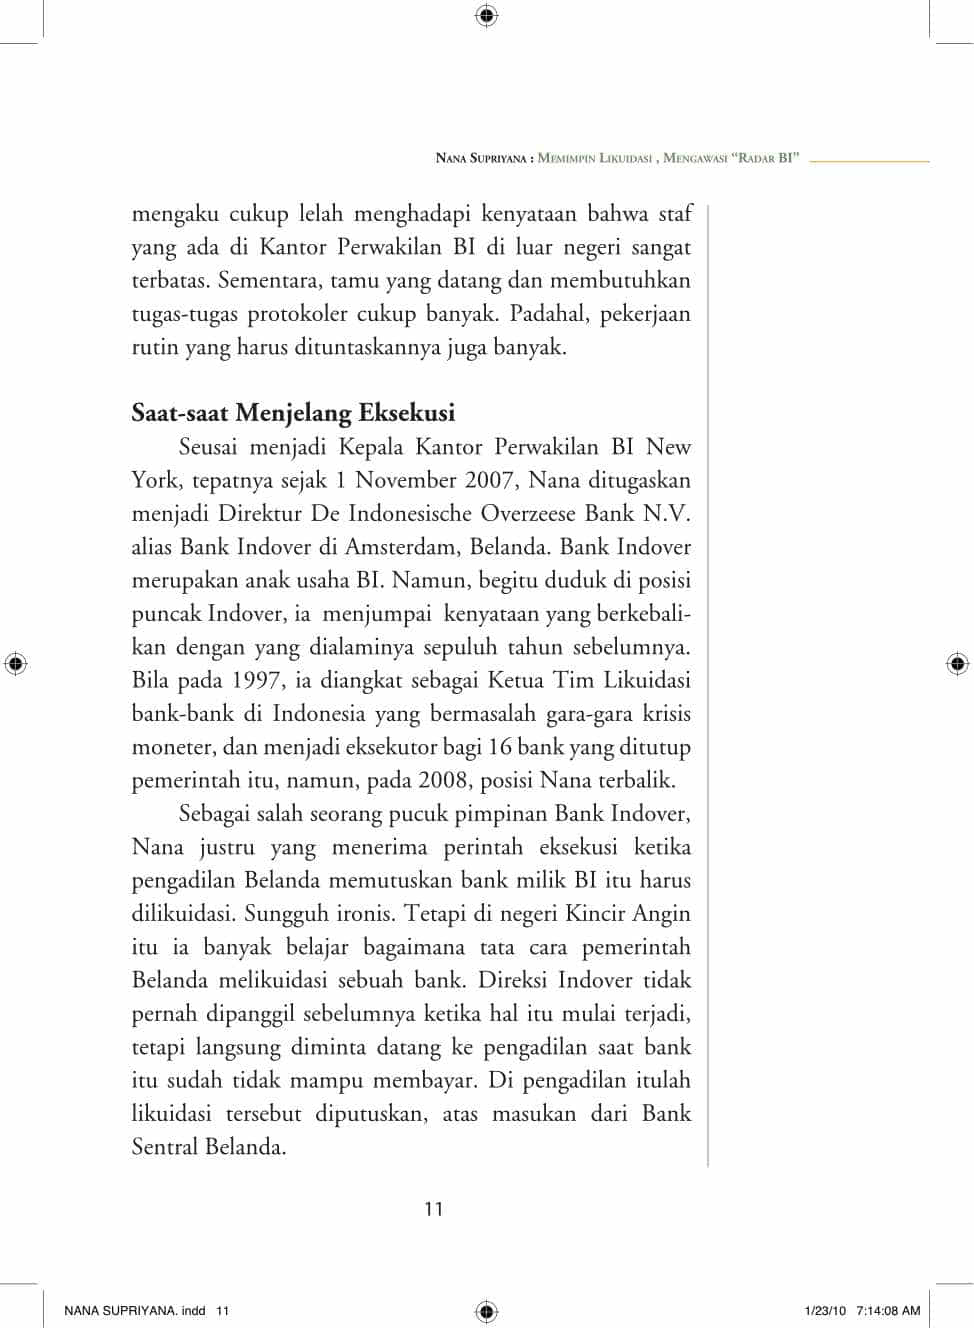 Nana Supriyana : Memimpin Likuidasi , Mengawasi “Radar BI”
mengaku cukup lelah menghadapi kenyataan bahwa staf
yang ada di Kantor Perwakilan BI di luar negeri sangat
terbatas. Sementara, tamu yang datang dan membutuhkan
tugas-tugas protokoler cukup banyak. Padahal, pekerjaan
rutin yang harus dituntaskannya juga banyak.
Saat-saat Menjelang Eksekusi
Seusai menjadi Kepala Kantor Perwakilan BI New
York, tepatnya sejak 1 November 2007, Nana ditugaskan
menjadi Direktur De Indonesische Overzeese Bank N.V.
alias Bank Indover di Amsterdam, Belanda. Bank Indover
merupakan anak usaha BI. Namun, begitu duduk di posisi
puncak Indover, ia menjumpai kenyataan yang berkebali-
kan dengan yang dialaminya sepuluh tahun sebelumnya.
Bila pada 1997, ia diangkat sebagai Ketua Tim Likuidasi
bank-bank di Indonesia yang bermasalah gara-gara krisis
moneter, dan menjadi eksekutor bagi 16 bank yang ditutup
pemerintah itu, namun, pada 2008, posisi Nana terbalik.
Sebagai salah seorang pucuk pimpinan Bank Indover,
Nana justru yang menerima perintah eksekusi ketika
pengadilan Belanda memutuskan bank milik BI itu harus
dilikuidasi. Sungguh ironis. Tetapi di negeri Kincir Angin
itu ia banyak belajar bagaimana tata cara pemerintah
Belanda melikuidasi sebuah bank. Direksi Indover tidak
pernah dipanggil sebelumnya ketika hal itu mulai terjadi,
tetapi langsung diminta datang ke pengadilan saat bank
itu sudah tidak mampu membayar. Di pengadilan itulah
likuidasi tersebut diputuskan, atas masukan dari Bank
Sentral Belanda.
11
NANA SUPRIYANA. indd 11
1/23/10 7:14:08 AM